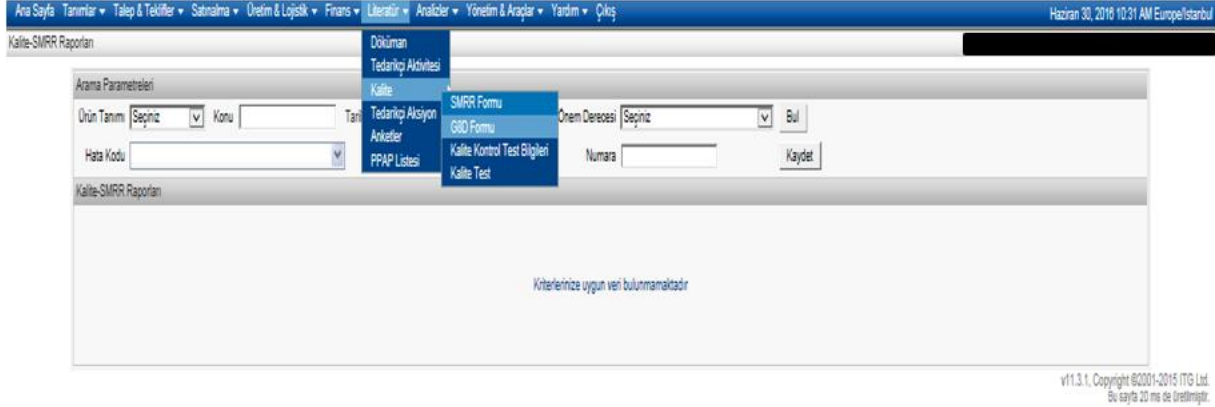 Ana Sayfa Tanımlar Talep & Teklifler Satınalma Üretim & Lojistik Finans Literatür Analizler Yönetim & Araçlar Yardım Çıkış Haziran 30, 2016 10:31 AM Europe/Istanbul
Kalite-SMRR Raporları
Döküman
Tedarikçi Aktivitesi
Kalite
Tedarikçi Aksiyon
Anketler
PPAP Listesi
SMRR Formu
G8D Formu
Kalite Kontrol Test Bilgileri
Kalite Test
Arama Parametreleri
Ürün Tanımı Seçiniz Konu Önem Derecesi Seçiniz Bul
Hata Kodu Numara Kaydet
Kalite-SMRR Raporları
Kriterlerinize uygun veri bulunmamaktadır
v11.3.1, Copyright ©2001-2015 ITG Ltd.
Bu sayfa 20 ms de üretilmiştir.